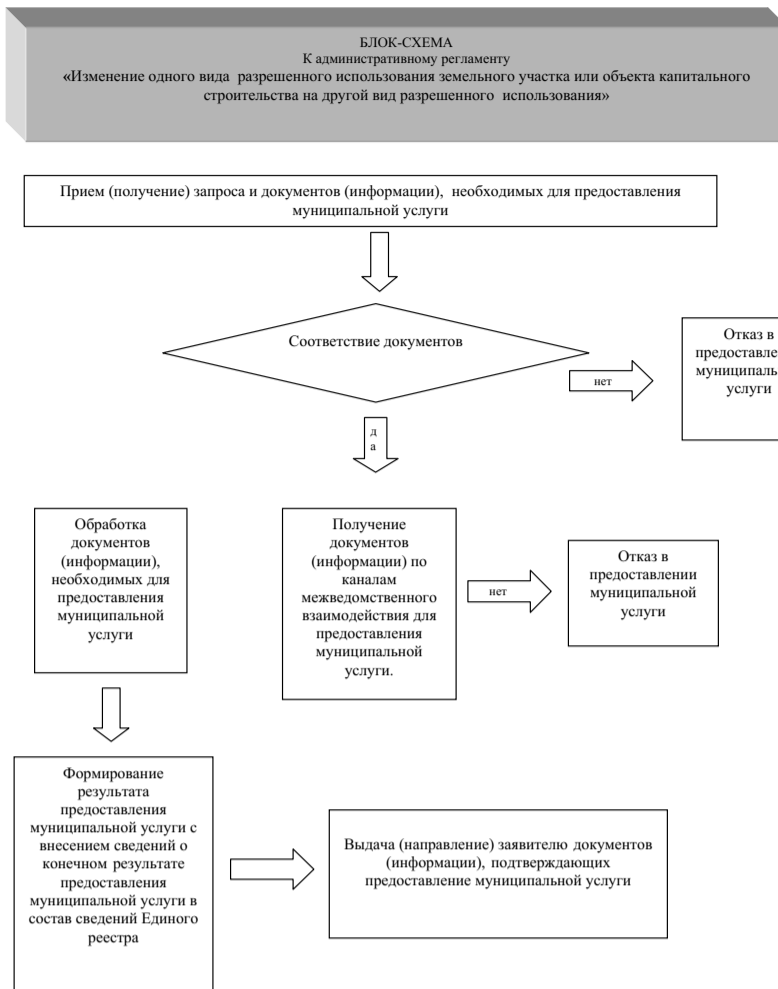 БЛОК-СХЕМА
К административному регламенту
«Изменение одного вида разрешенного использования земельного участка или объекта капитального
строительства на другой вид разрешенного использования»
Прием (получение) запроса и документов (информации), необходимых для предоставления
муниципальной услуги
Соответствие документов
нет
Отказ в
предоставле
муниципаль
услуги
д
а
Обработка
документов
(информации),
необходимых для
предоставления
муниципальной
услуги
Получение
документов
(информации) по
каналам
межведомственного
взаимодействия для
предоставления
муниципальной
услуги.
нет
Отказ в
предоставлении
муниципальной
услуги
Формирование
результата
предоставления
муниципальной услуги с
внесением сведений о
конечном результате
предоставления
муниципальной услуги в
состав сведений Единого
реестра
Выдача (направление) заявителю документов
(информации), подтверждающих
предоставление муниципальной услуги